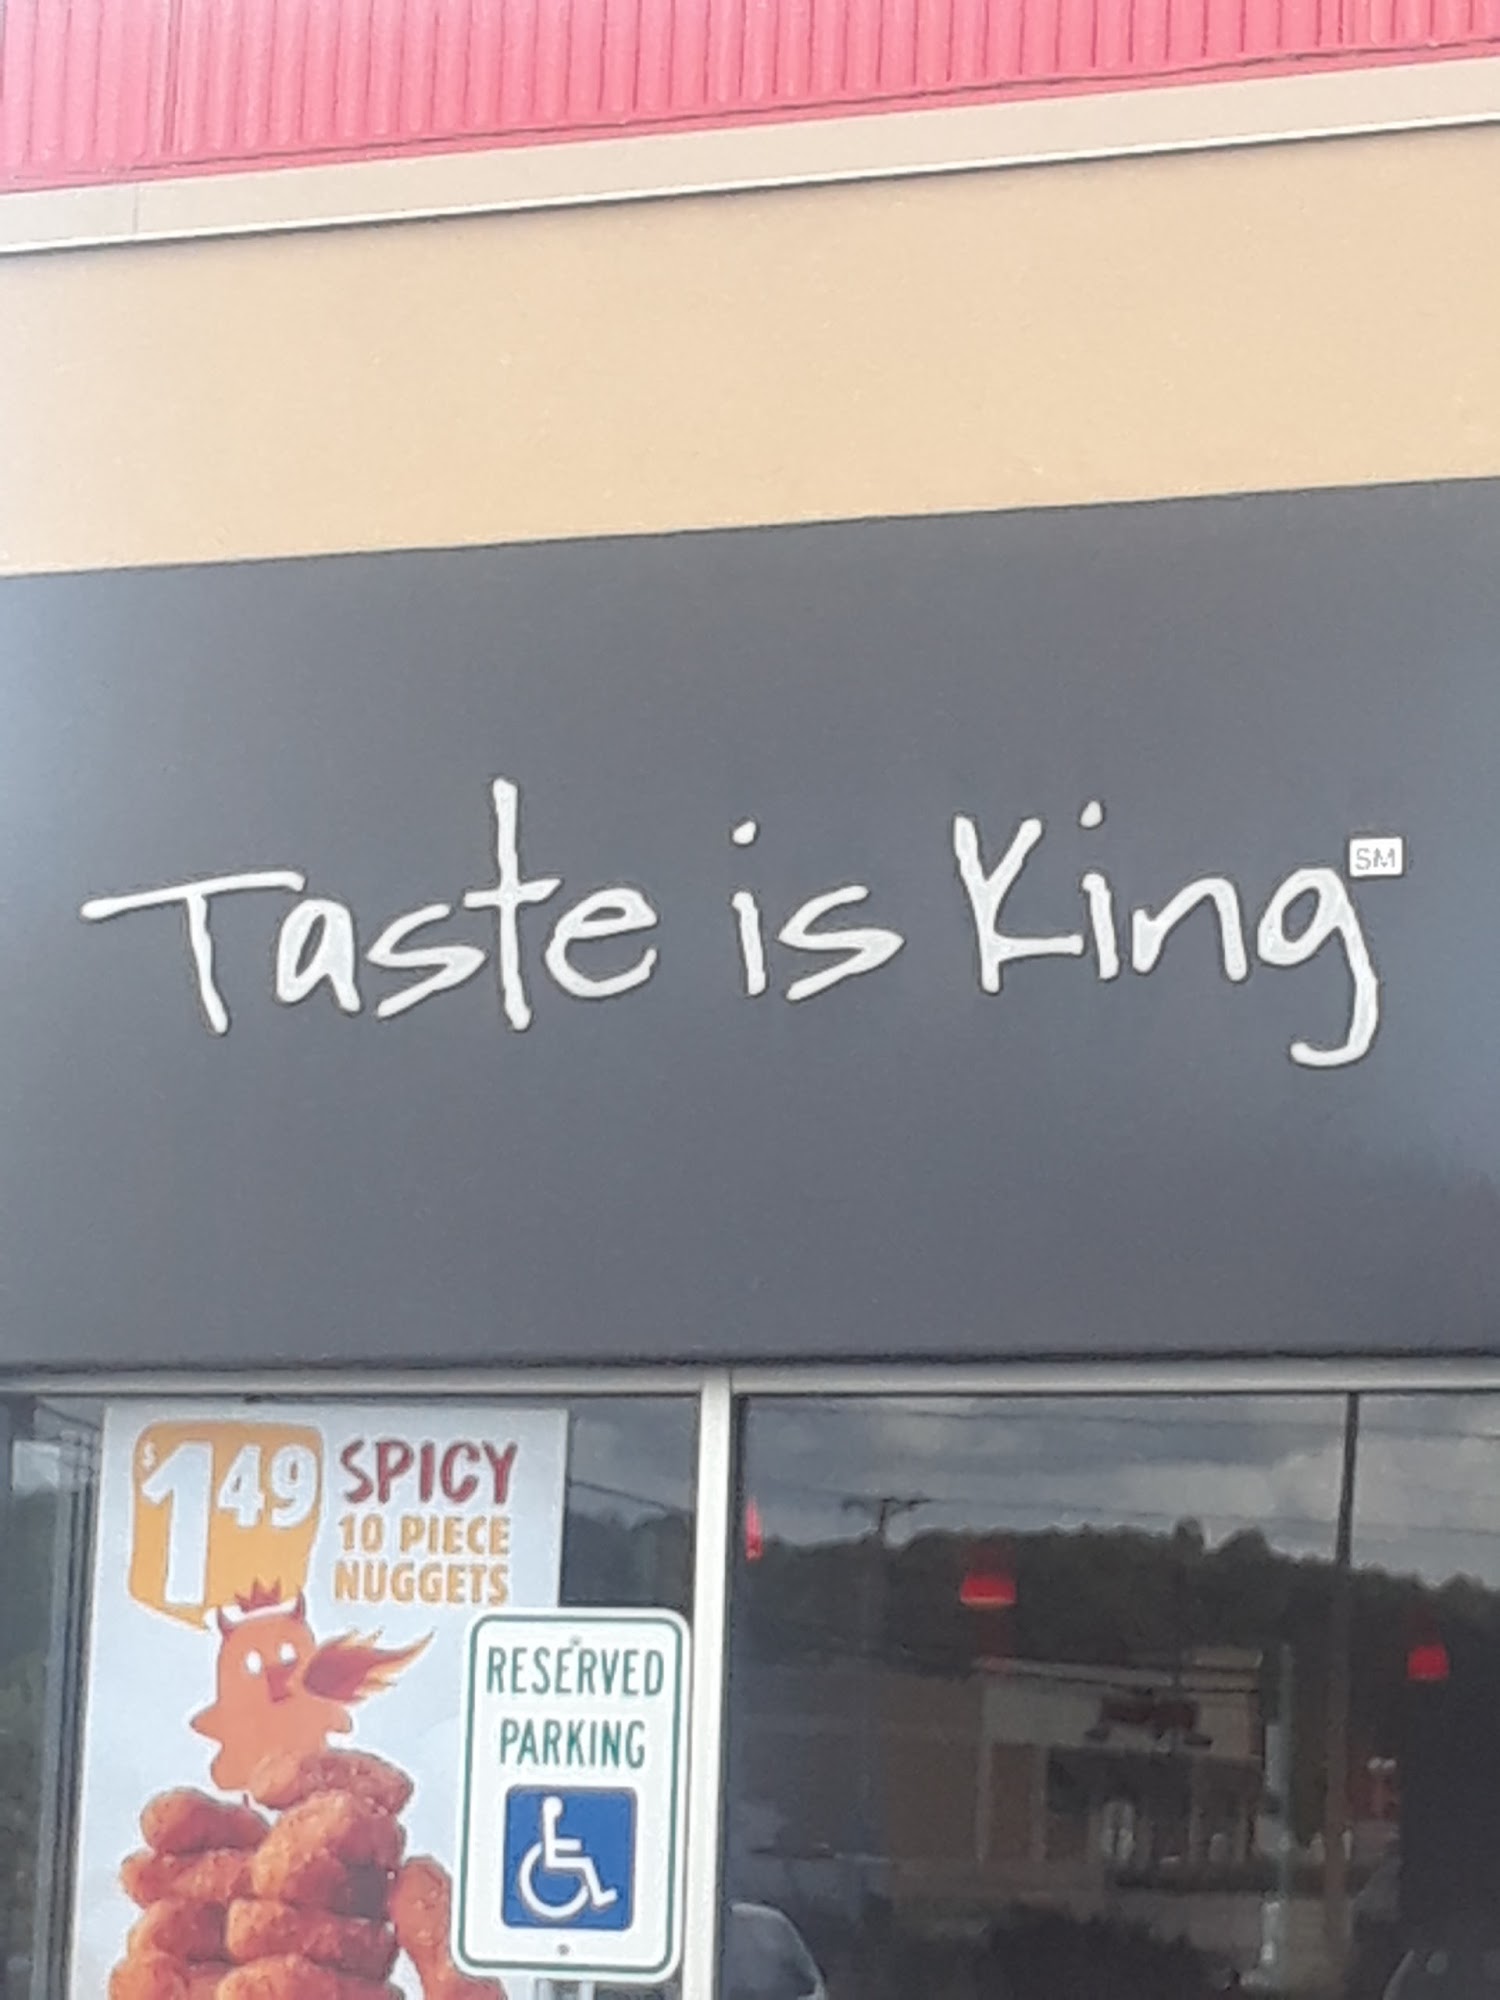 Taste is King SM
$1 49
SPICY
10 PIECE
NUGGETS
RESERVED
PARKING